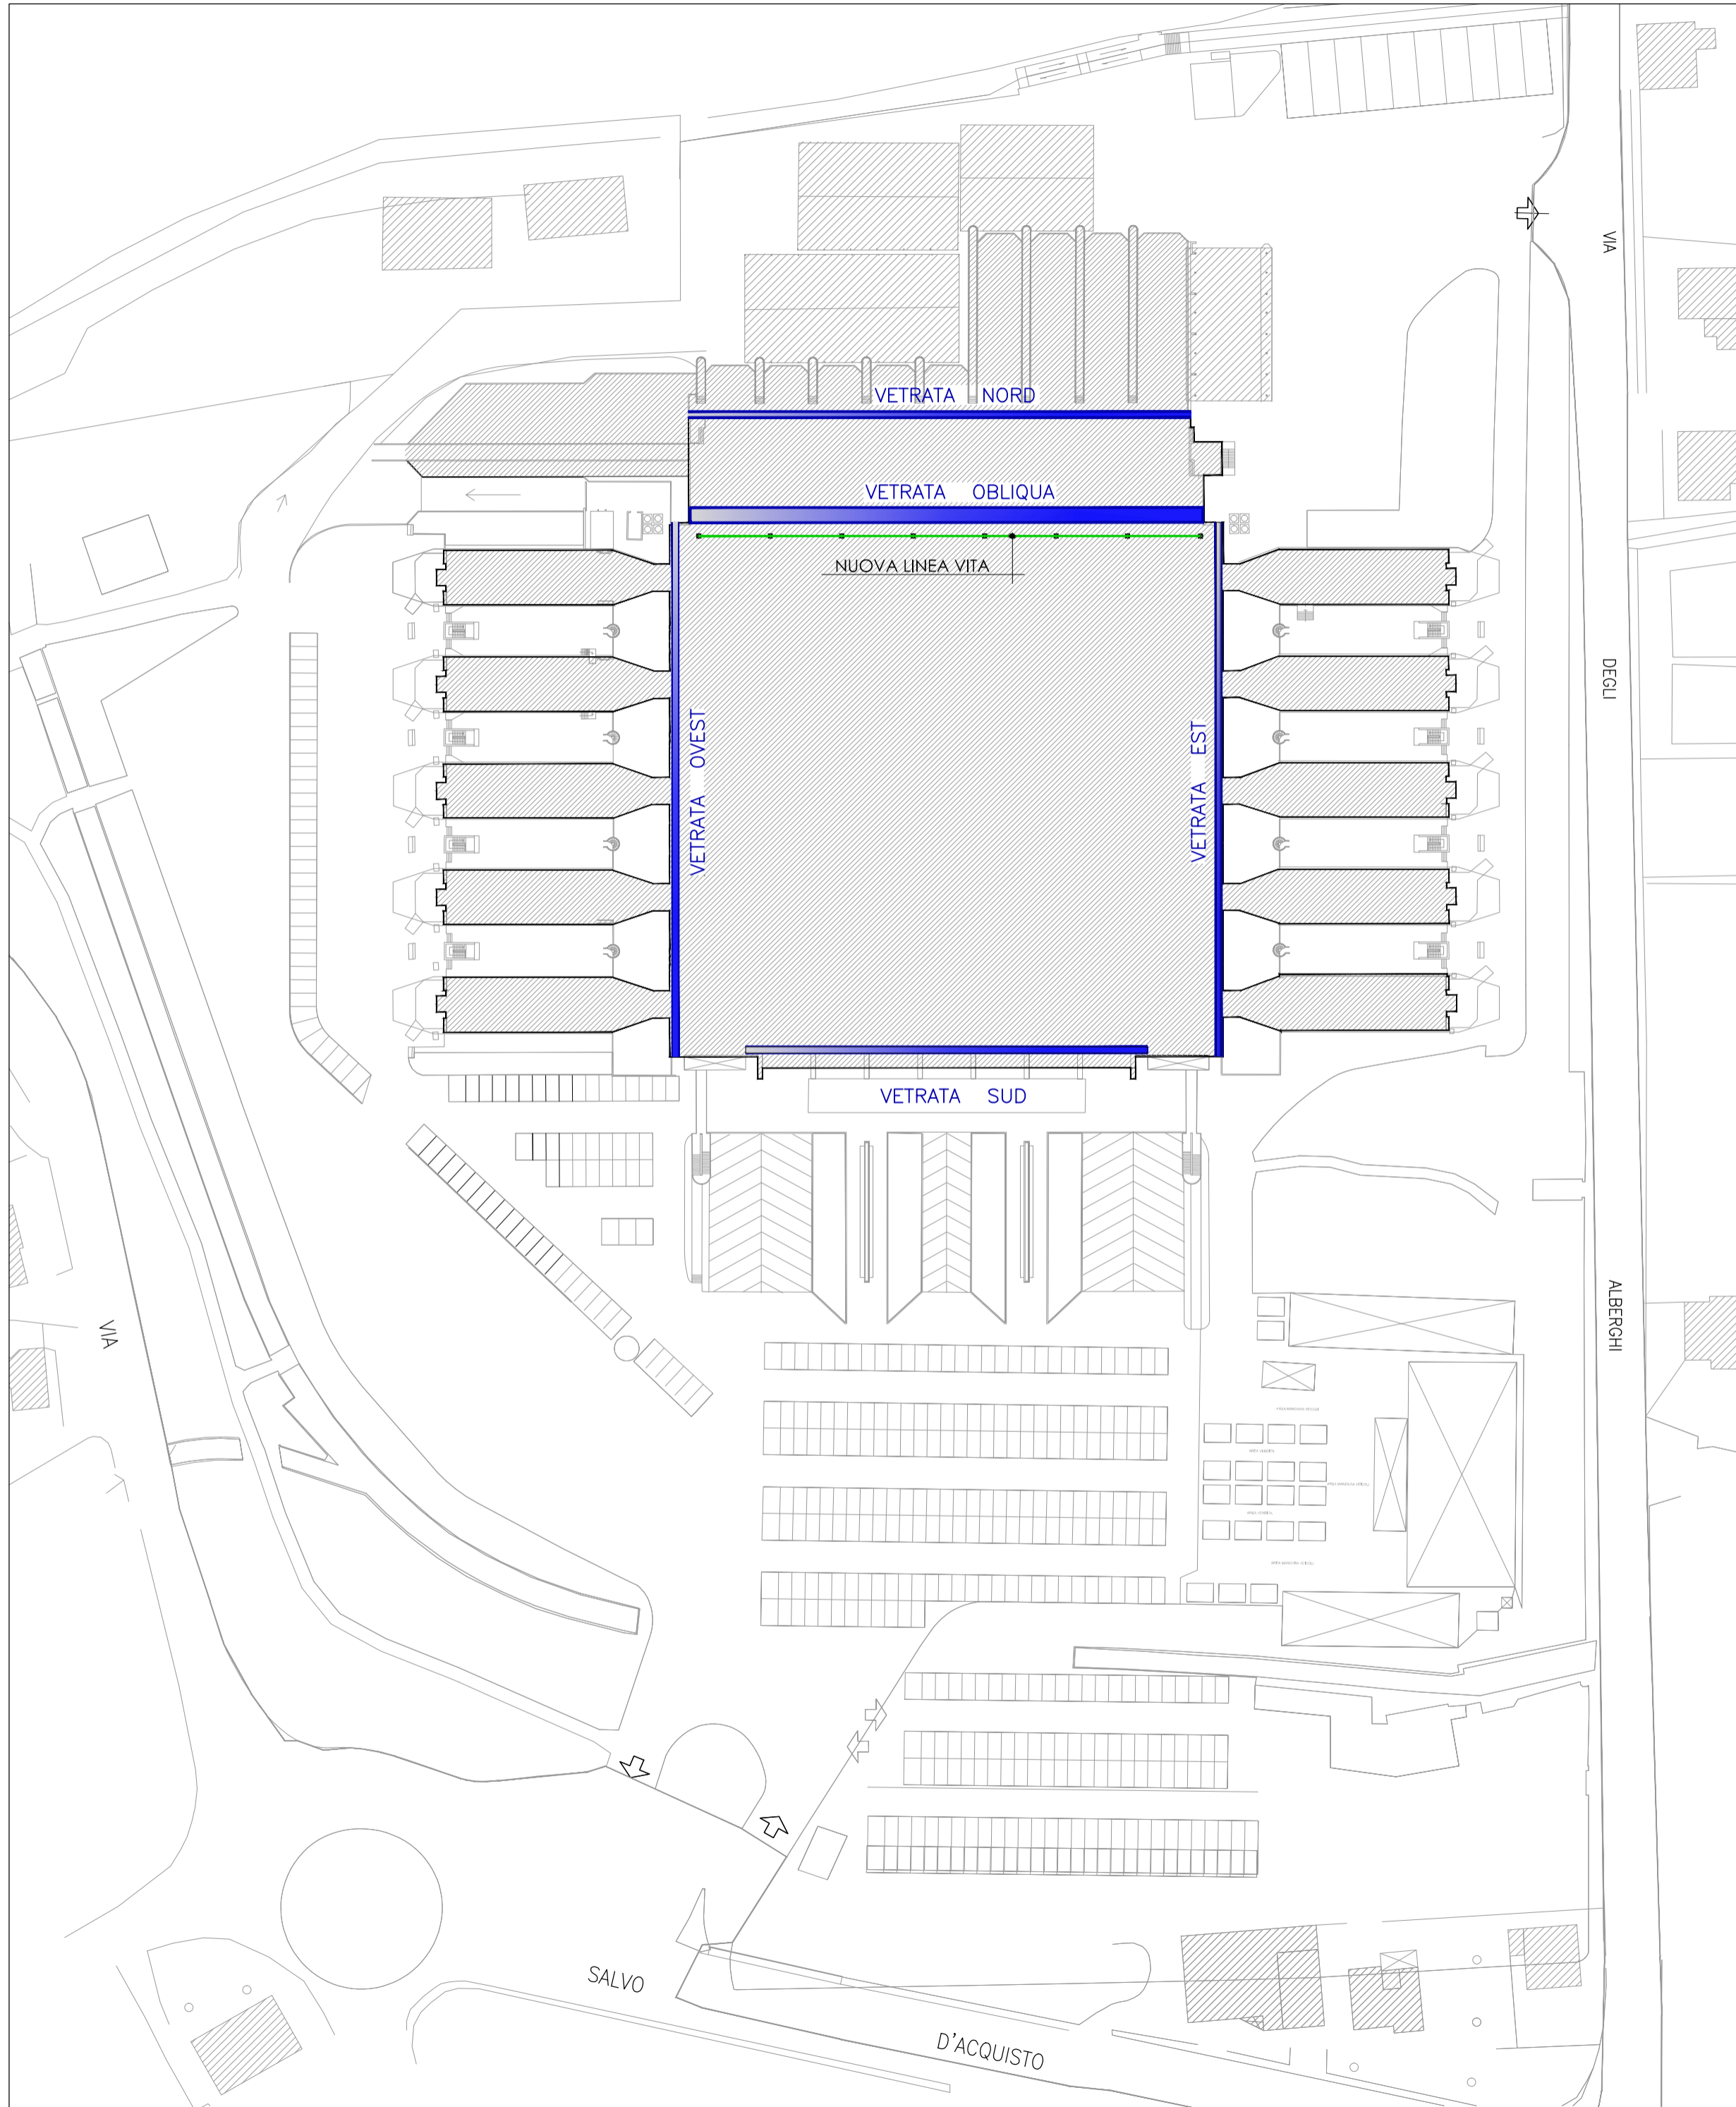 VIA
VETRATA NORD
VETRATA OBLIQUA
NUOVA LINEA VITA
DEGLI
VETRATA OVEST
VETRATA EST
VETRATA SUD
VIA
ALBERGHI
SALVO
D'ACQUISTO